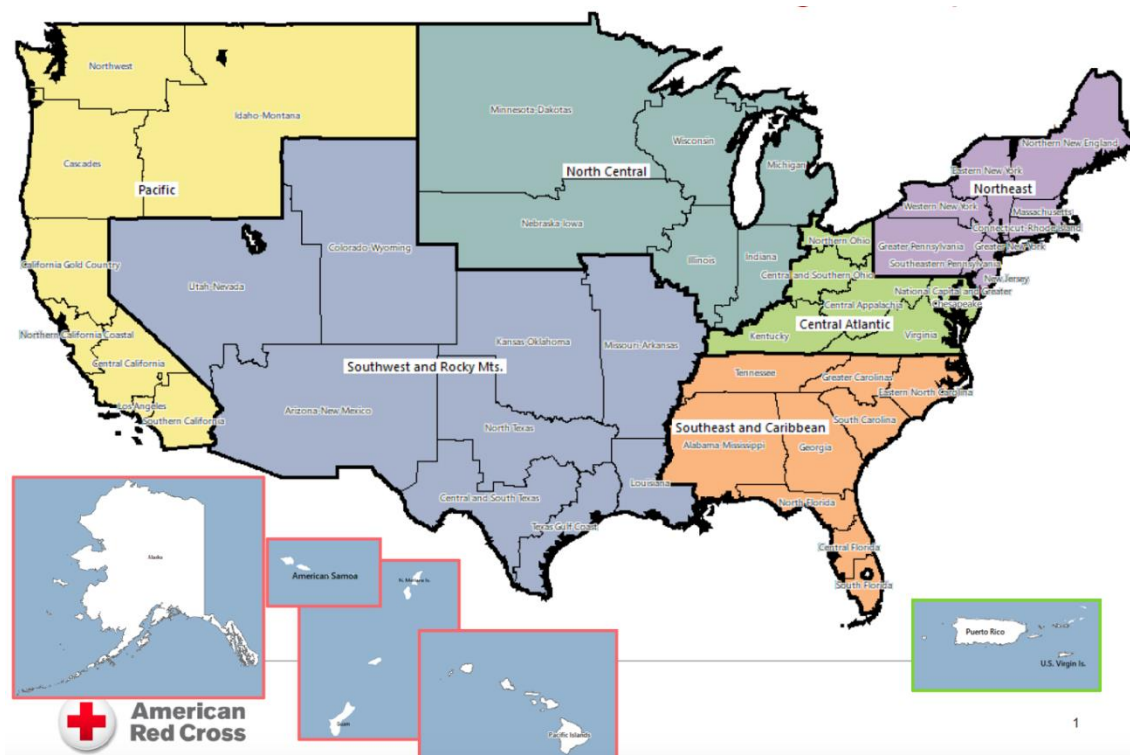 Northwest
Idaho-Montana
Cascades
Pacific
California Gold Country
Northern California Coastal
Central California
Los Angeles
Southern California
Minnesota-Dakotas
Wisconsin
Michigan
North Central
Nebraska-Iowa
Illinois
Indiana
Utah Nevada
Colorado-Wyoming
Kansas Oklahoma
Missouri-Arkansas
Southwest and Rocky Mts.
Arizona-New Mexico
North Texas
Central and South Texas
Texas Gulf Coast
Louisiana
Northern New England
Eastern New York
Northeast
Western New York
Massachusetts
Connecticut-Rhode Island
Greater Pennsylvania
Greater New York
Southeastern Pennsylvania
New Jersey
Northern Ohio
Central and Southern Ohio
National Capital and Greater
Chesapeake
Central Appalachia
Central Atlantic
Kentucky
Virginia
Tennessee
Greater Carolinas
Eastern North Carolina
South Carolina
Southeast and Caribbean
Alabama-Mississippi
Georgia
North Florida
Central Florida
South Florida
Alaska
American Samoa
N. Mariana Is.
Guam
Pacific Islands
Puerto Rico
U.S. Virgin Is.
American
Red Cross
1